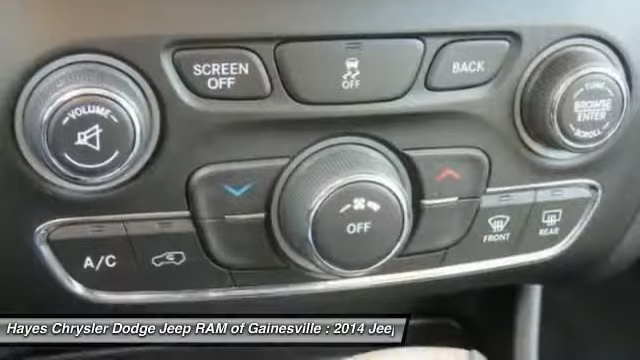 SCREEN
OFF
OFF
BACK
VOLUME
TUNE
BROWSE
ENTER
SCROLL
OFF
A/C
FRONT
REAR
Hayes Chrysler Dodge Jeep RAM of Gainesville : 2014 Jeep